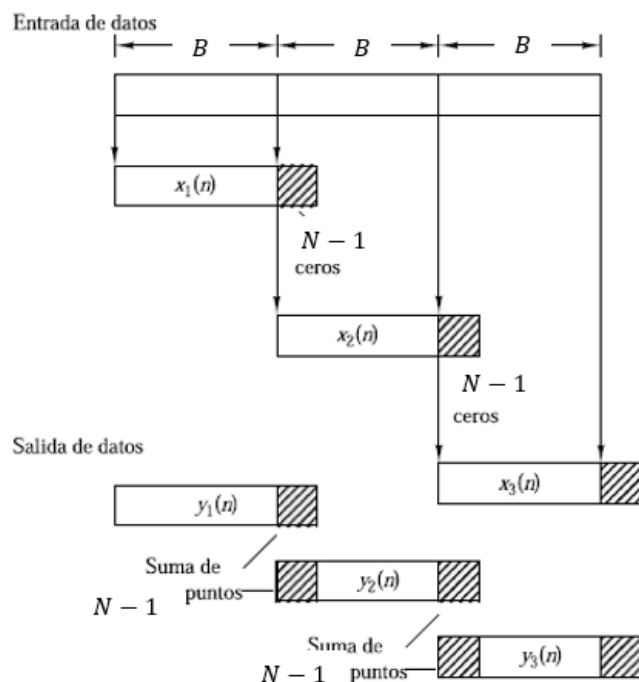 Entrada de datos
B B B
x₁(n)
N − 1
ceros
x₂(n)
N − 1
ceros
Salida de datos
x₃(n)
y₁(n)
Suma de
puntos
y₂(n)
N − 1
Suma de
y₃(n)
N − 1 puntos